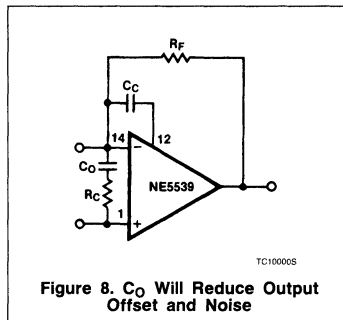 RF
CC
14
12
−
CO
NE5539
RC
1
+
TC10000S
Figure 8. CO Will Reduce Output
Offset and Noise